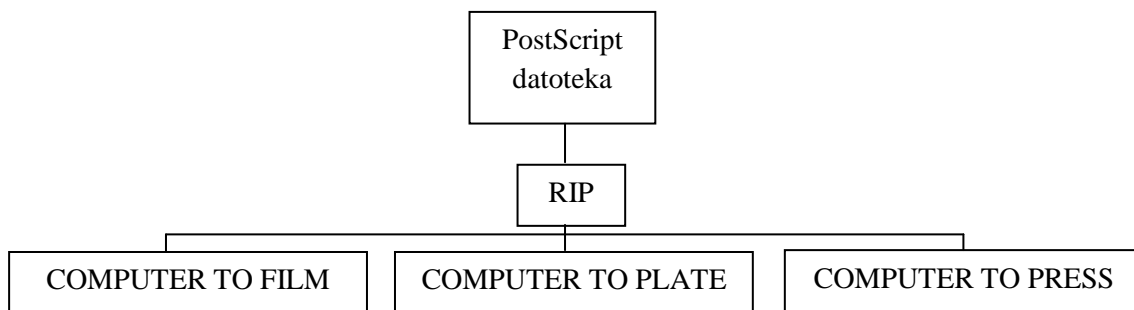 PostScript
datoteka
RIP
COMPUTER TO FILM
COMPUTER TO PLATE
COMPUTER TO PRESS